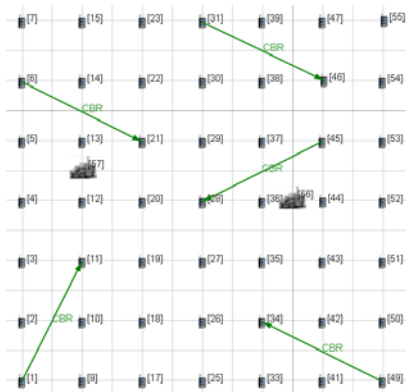 [7] [15] [23] [31] [39] [47] [55]
CBR
[6] [14] [22] [30] [38] [46] [54]
CBR
[5] [13] [21] [29] [37] [45] [53]
[57] CBR
[4] [12] [20] [28] [36] [56] [44] [52]
[3] [11] [19] [27] [35] [43] [51]
[2] CBR [10] [18] [26] [34] [42] [50]
CBR
[1] [9] [17] [25] [33] [41] [49]